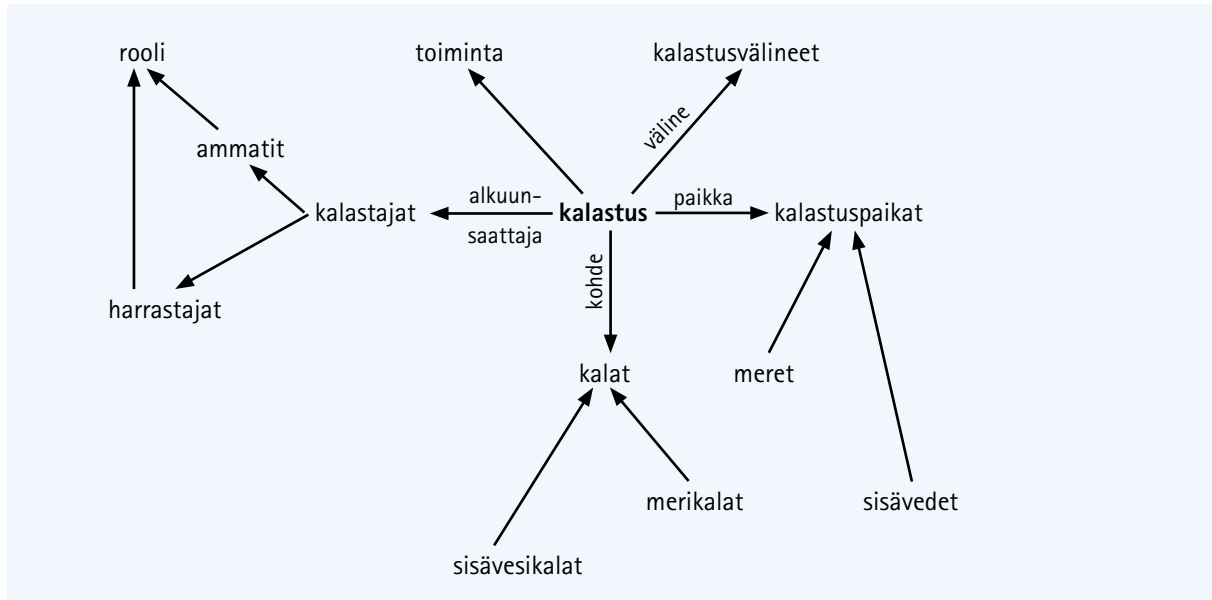 rooli
toiminta
kalastusvälineet
väline
ammatit
kalastajat
alkuun-
saattaja
kalastus
paikka
kalastuspaikat
kohde
harrastajat
kalat
meret
merikalat
sisävedet
sisävesikalat